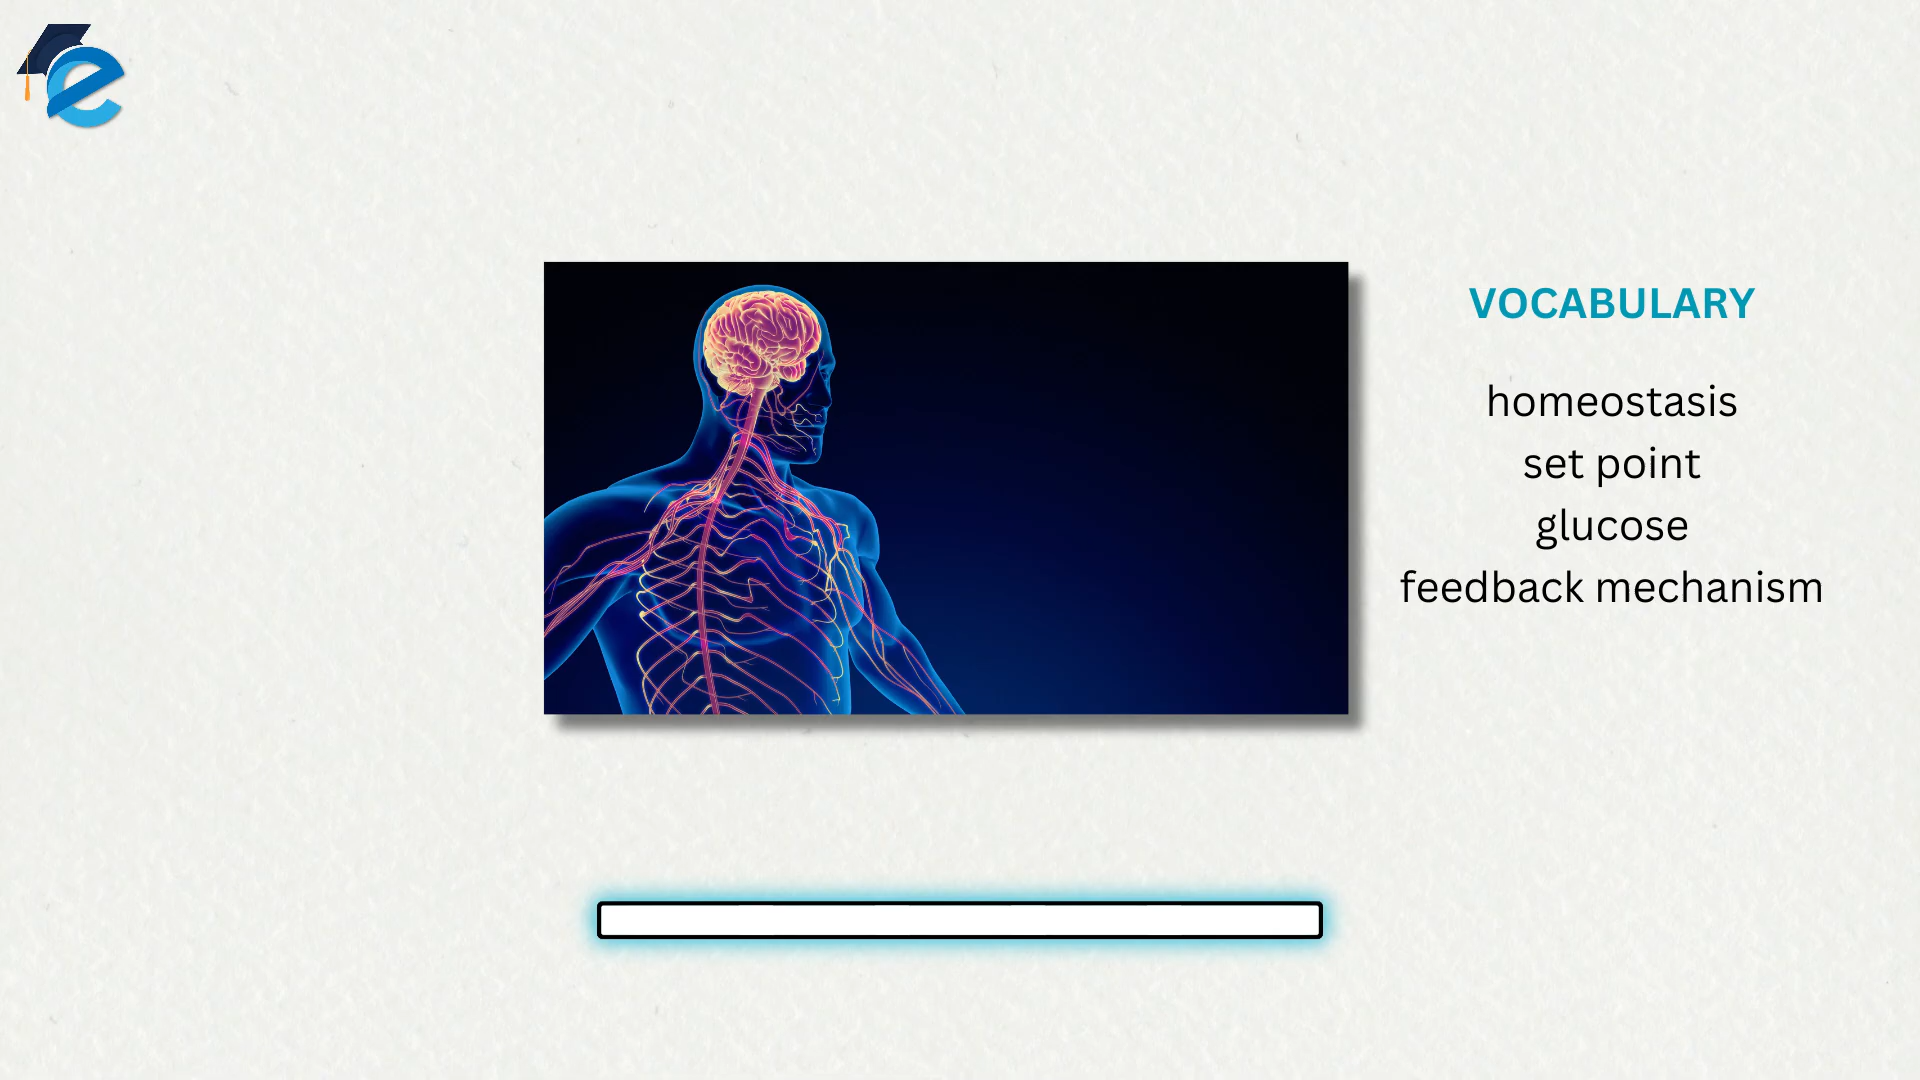 VOCABULARY
homeostasis
set point
glucose
feedback mechanism